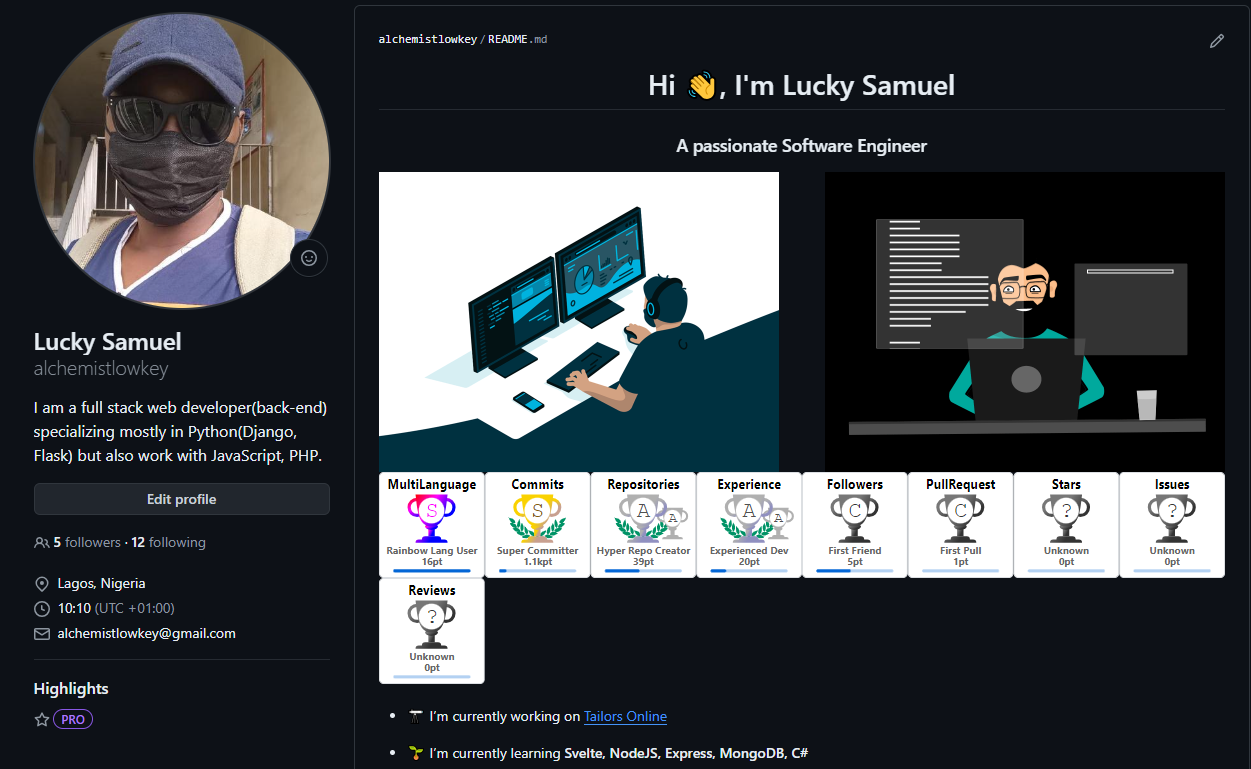 Lucky Samuel
alchemistlowkey
I am a full stack web developer(back-end)
specializing mostly in Python(Django,
Flask) but also work with JavaScript, PHP.
Edit profile
5 followers · 12 following
Lagos, Nigeria
10:10 (UTC +01:00)
alchemistlowkey@gmail.com
Highlights
PRO
alchemistlowkey / README.md
Hi 👋, I'm Lucky Samuel
A passionate Software Engineer
MultiLanguage
S
Rainbow Lang User
16pt
Commits
S
Super Committer
1.1kpt
Repositories
A A
Hyper Repo Creator
39pt
Experience
A A
Experienced Dev
20pt
Followers
C
First Friend
5pt
PullRequest
C
First Pull
1pt
Stars
?
Unknown
0pt
Issues
?
Unknown
0pt
Reviews
?
Unknown
0pt
• 🔭 I’m currently working on Tailors Online
• 🌱 I’m currently learning Svelte, NodeJS, Express, MongoDB, C#